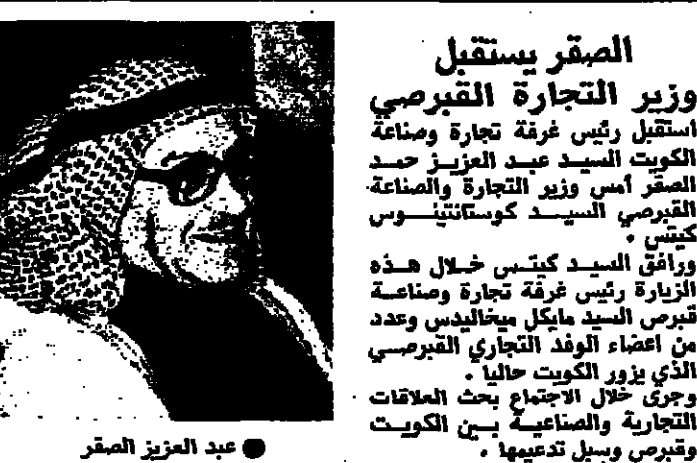 الصقر يستقبل
وزير التجارة القبرصي
استقبل رئيس غرفة تجارة وصناعة
الكويت السيد عبد العزيز حمد
الصقر أمس وزير التجارة والصناعة
القبرصي السيد كوستانتينوس
كيتس .
ورافق السيد كيتس خلال هذه
الزيارة رئيس غرفة تجارة وصناعة
قبرص السيد مايكل ميخاليدس وعدد
من اعضاء الوفد التجاري القبرصي
الذي يزور الكويت حاليا .
وجرى خلال الاجتماع بحث العلاقات
التجارية والصناعية بين الكويت
وقبرص وسبل تدعيمها .
● عبد العزيز الصقر